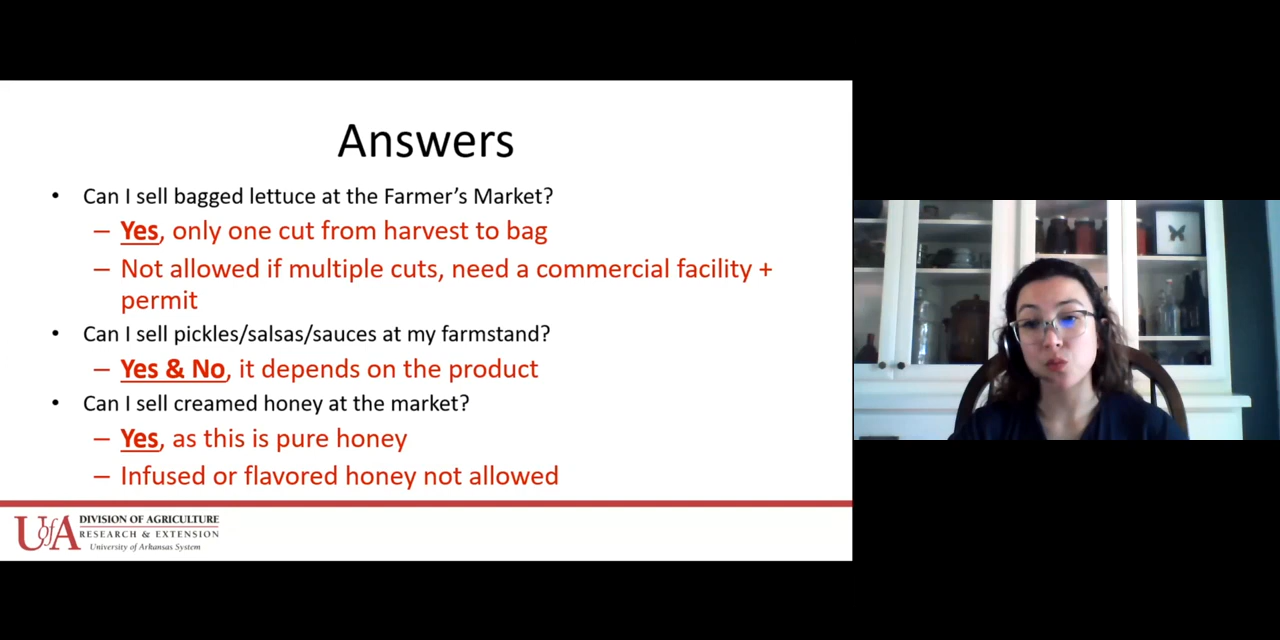 Answers
• Can I sell bagged lettuce at the Farmer's Market?
– Yes, only one cut from harvest to bag
– Not allowed if multiple cuts, need a commercial facility +
permit
• Can I sell pickles/salsas/sauces at my farmstand?
– Yes & No, it depends on the product
• Can I sell creamed honey at the market?
– Yes, as this is pure honey
– Infused or flavored honey not allowed
UofA DIVISION OF AGRICULTURE
RESEARCH & EXTENSION
University of Arkansas System